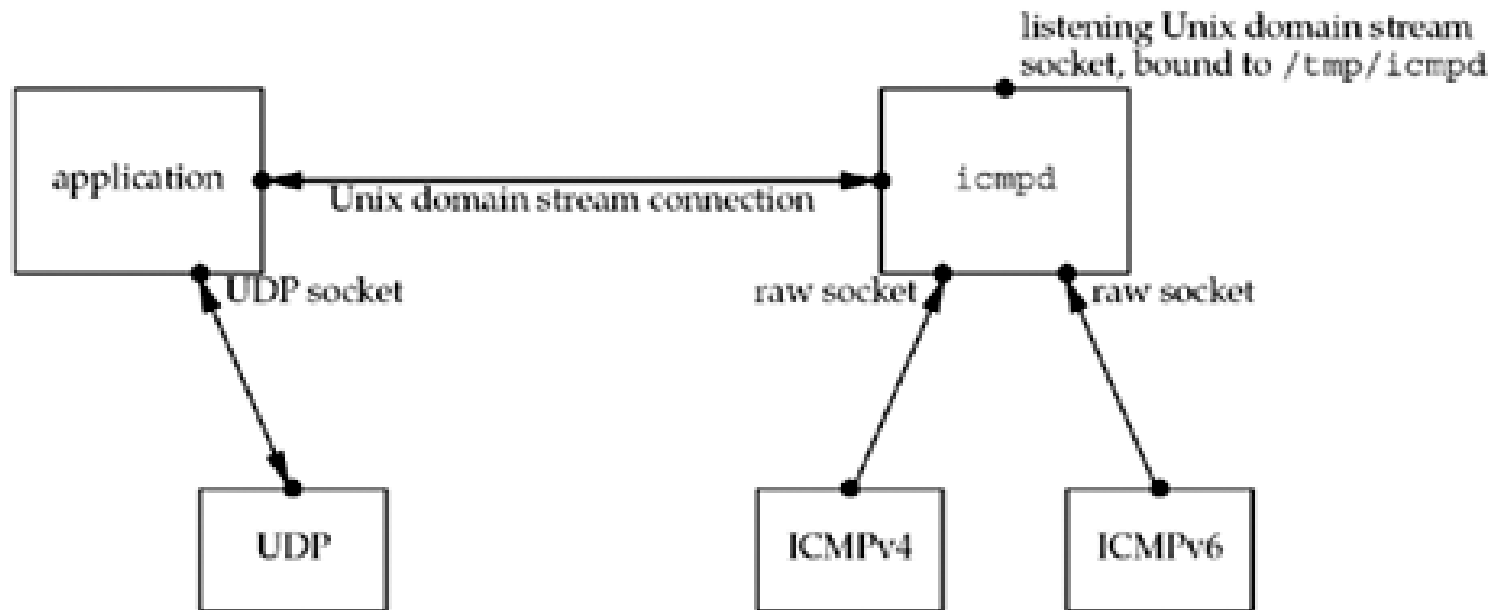 listening Unix domain stream
socket, bound to /tmp/icmpd
application
icmpd
Unix domain stream connection
UDP socket
raw socket
raw socket
UDP
ICMPv4
ICMPv6